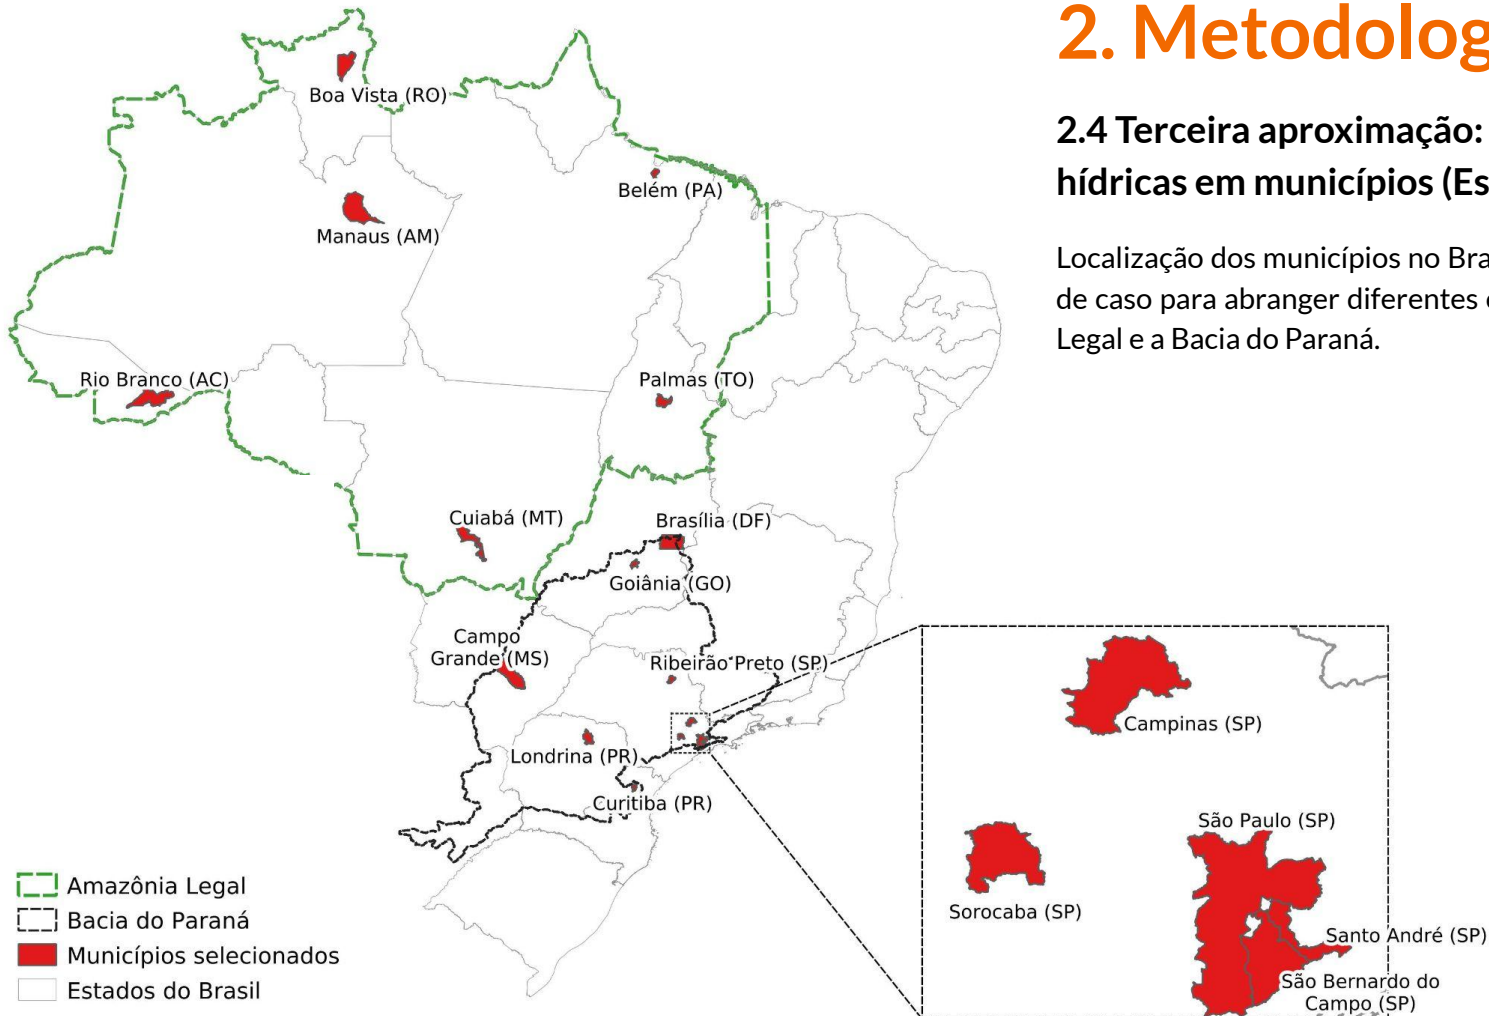 2. Metodolog
2.4 Terceira aproximação:
hídricas em municípios (Es
Localização dos municípios no Bra
de caso para abranger diferentes
Legal e a Bacia do Paraná.
Boa Vista (RO)
Belém (PA)
Manaus (AM)
Rio Branco (AC)
Palmas (TO)
Cuiabá (MT)
Brasília (DF)
Goiânia (GO)
Campo
Grande (MS)
Ribeirão Preto (SP)
Londrina (PR)
Curitiba (PR)
Campinas (SP)
São Paulo (SP)
Sorocaba (SP)
Santo André (SP)
São Bernardo do
Campo (SP)
Amazônia Legal
Bacia do Paraná
Municípios selecionados
Estados do Brasil